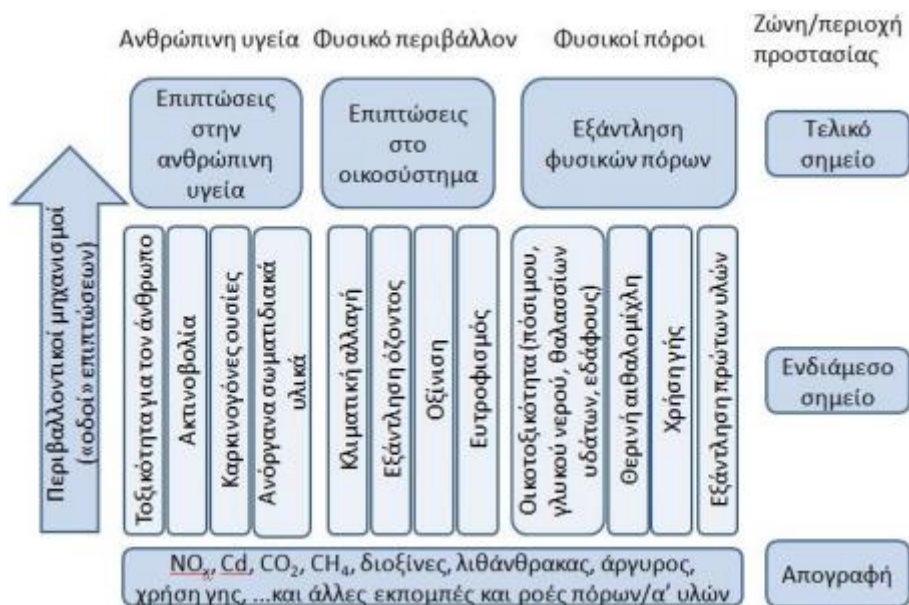 Ανθρώπινη υγεία
Φυσικό περιβάλλον
Φυσικοί πόροι
Ζώνη/περιοχή
προστασίας
Επιπτώσεις
στην
ανθρώπινη
υγεία
Επιπτώσεις
στο
οικοσύστημα
Εξάντληση
φυσικών πόρων
Τελικό
σημείο
Περιβαλλοντικοί μηχανισμοί
(«οδοί» επιπτώσεων)
Τοξικότητα για τον άνθρωπο
Ακτινοβολία
Καρκινογόνες ουσίες
Ανόργανα σωματιδιακά
υλικά
Κλιματική αλλαγή
Εξάντληση όζοντος
Οξίνιση
Ευτροφισμός
Οικοτοξικότητα (πόσιμου,
γλυκού νερού, θαλασσίων
υδάτων, εδάφους)
Θερινή αιθαλομίχλη
Χρήση γής
Εξάντληση πρώτων υλών
Ενδιάμεσο
σημείο
NOₓ, Cd, CO₂, CH₄, διοξίνες, λιθάνθρακας, άργυρος,
χρήση γης, ...και άλλες εκπομπές και ροές πόρων/α' υλών
Απογραφή